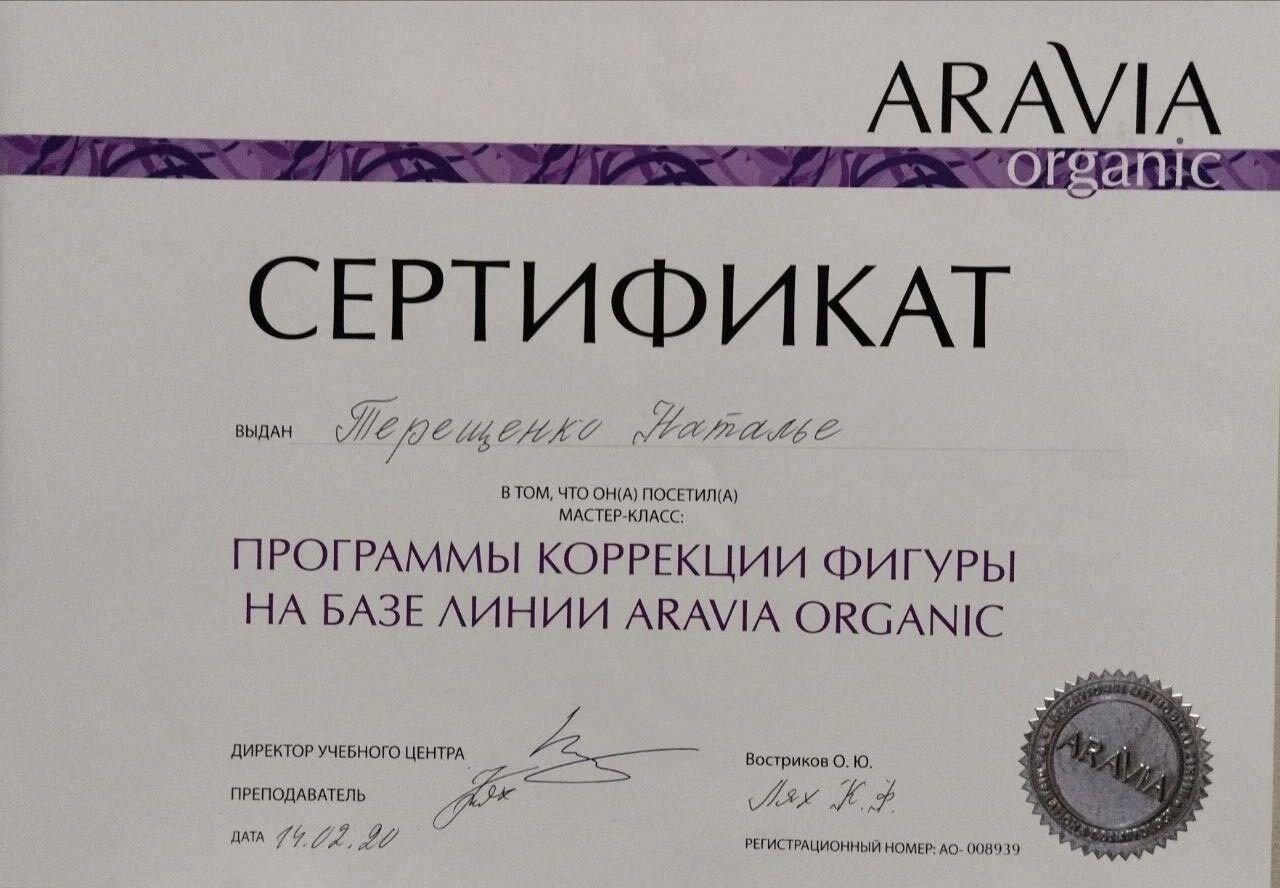 ARAVIA
organic
СЕРТИФИКАТ
ВЫДАН Терещенко Наталье
В ТОМ, ЧТО ОН(А) ПОСЕТИЛ(А)
МАСТЕР-КЛАСС:
ПРОГРАММЫ КОРРЕКЦИИ ФИГУРЫ
НА БАЗЕ ЛИНИИ ARAVIA ORGANIC
ДИРЕКТОР УЧЕБНОГО ЦЕНТРА Востриков О. Ю.
ПРЕПОДАВАТЕЛЬ Лях К. Ф.
ДАТА 14.02.20
РЕГИСТРАЦИОННЫЙ НОМЕР: АО- 008939
ARAVIA